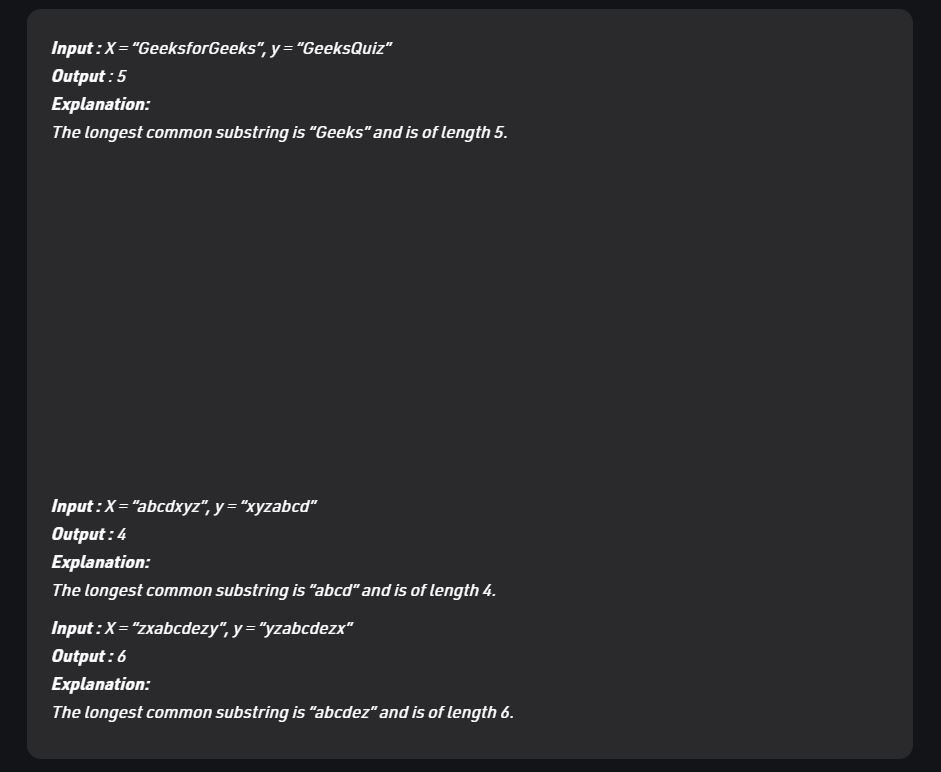 Input : X = “GeeksforGeeks”, y = “GeeksQuiz”
Output : 5
Explanation:
The longest common substring is “Geeks” and is of length 5.
Input : X = “abcdxyz”, y = “xyzabcd”
Output : 4
Explanation:
The longest common substring is “abcd” and is of length 4.
Input : X = “zxabcdezy”, y = “yzabcdezx”
Output : 6
Explanation:
The longest common substring is “abcdez” and is of length 6.